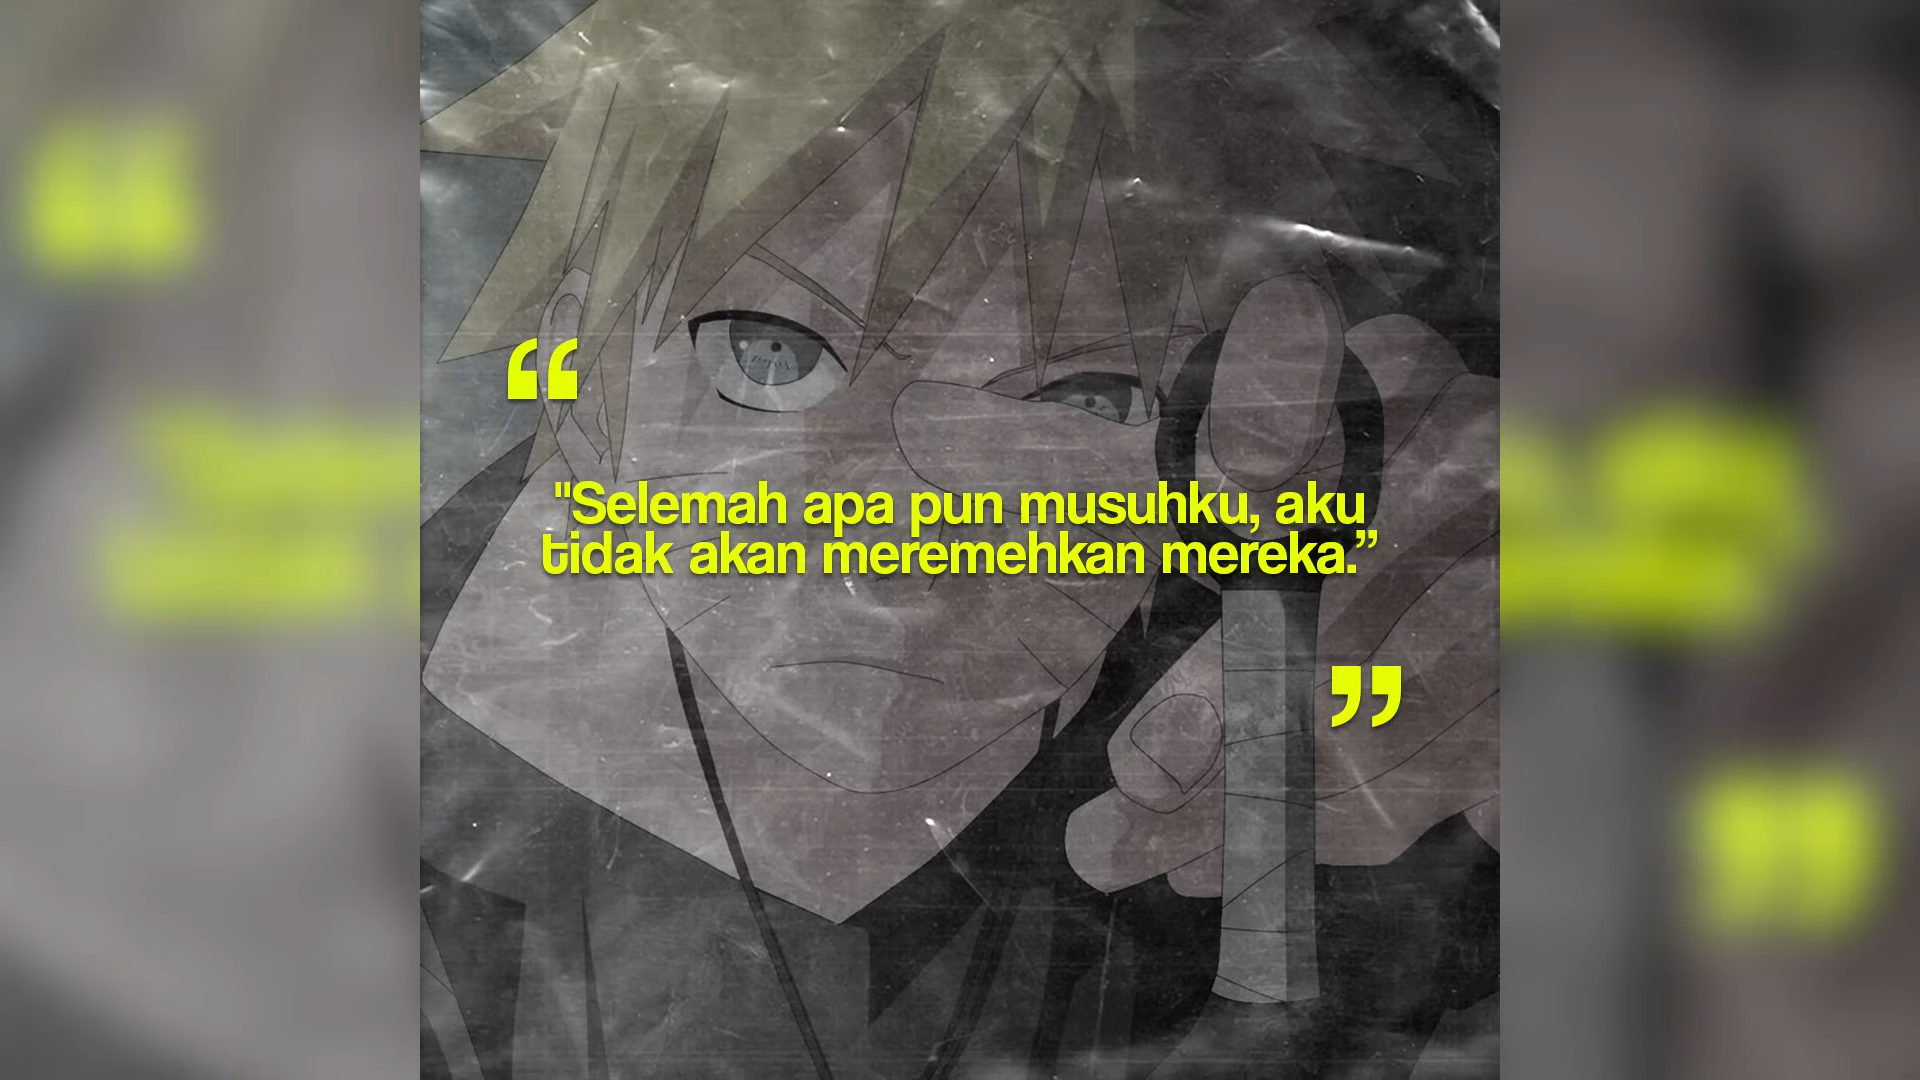 “
"Selemah apa pun musuhku, aku
tidak akan meremehkan mereka.”
”